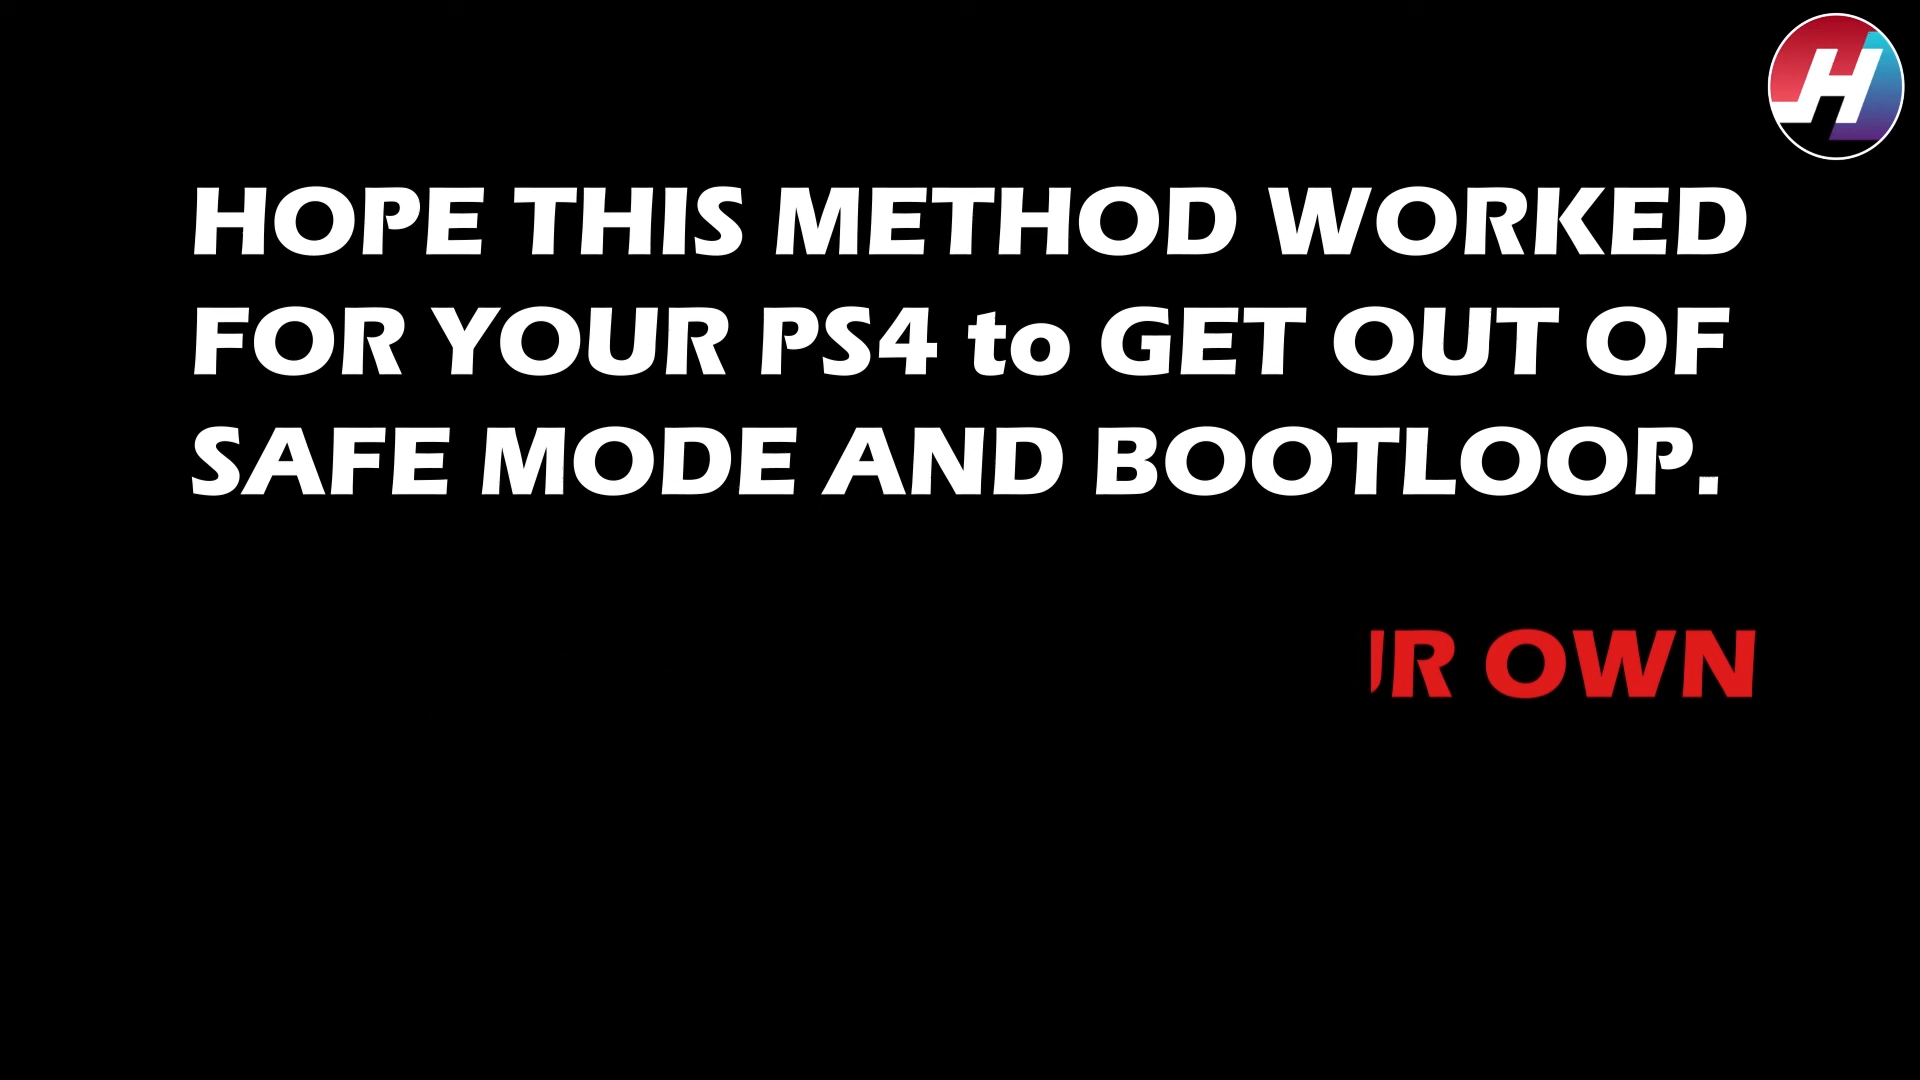 HOPE THIS METHOD WORKED
FOR YOUR PS4 to GET OUT OF
SAFE MODE AND BOOTLOOP.
OWN